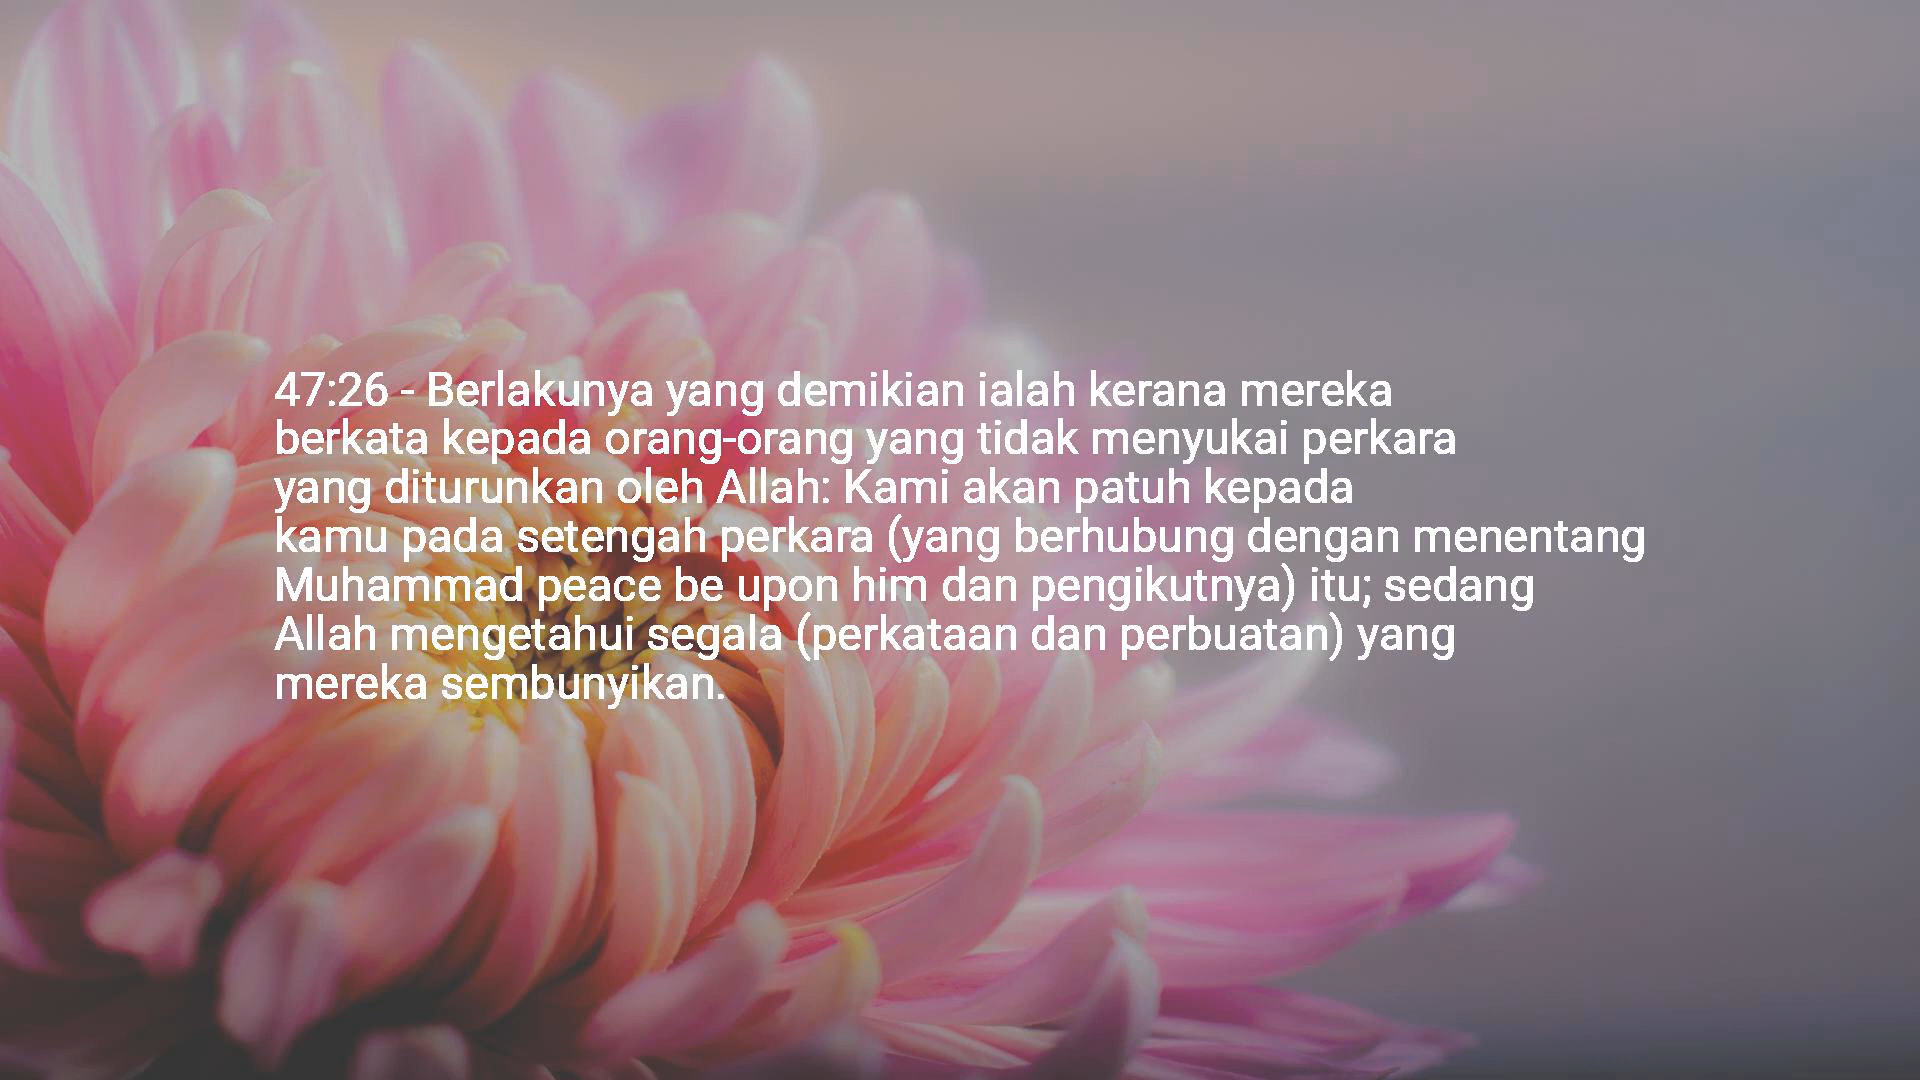 47:26 - Berlakunya yang demikian ialah kerana mereka
berkata kepada orang-orang yang tidak menyukai perkara
yang diturunkan oleh Allah: Kami akan patuh kepada
kamu pada setengah perkara (yang berhubung dengan menentang
Muhammad peace be upon him dan pengikutnya) itu; sedang
Allah mengetahui segala (perkataan dan perbuatan) yang
mereka sembunyikan.